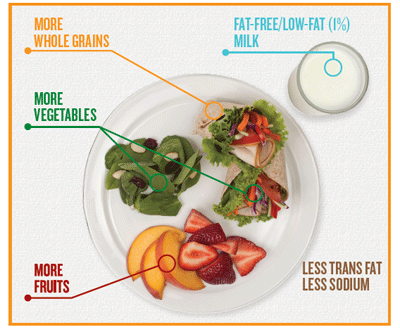 MORE
WHOLE GRAINS
FAT-FREE/LOW-FAT (1%)
MILK
MORE
VEGETABLES
MORE
FRUITS
LESS TRANS FAT
LESS SODIUM